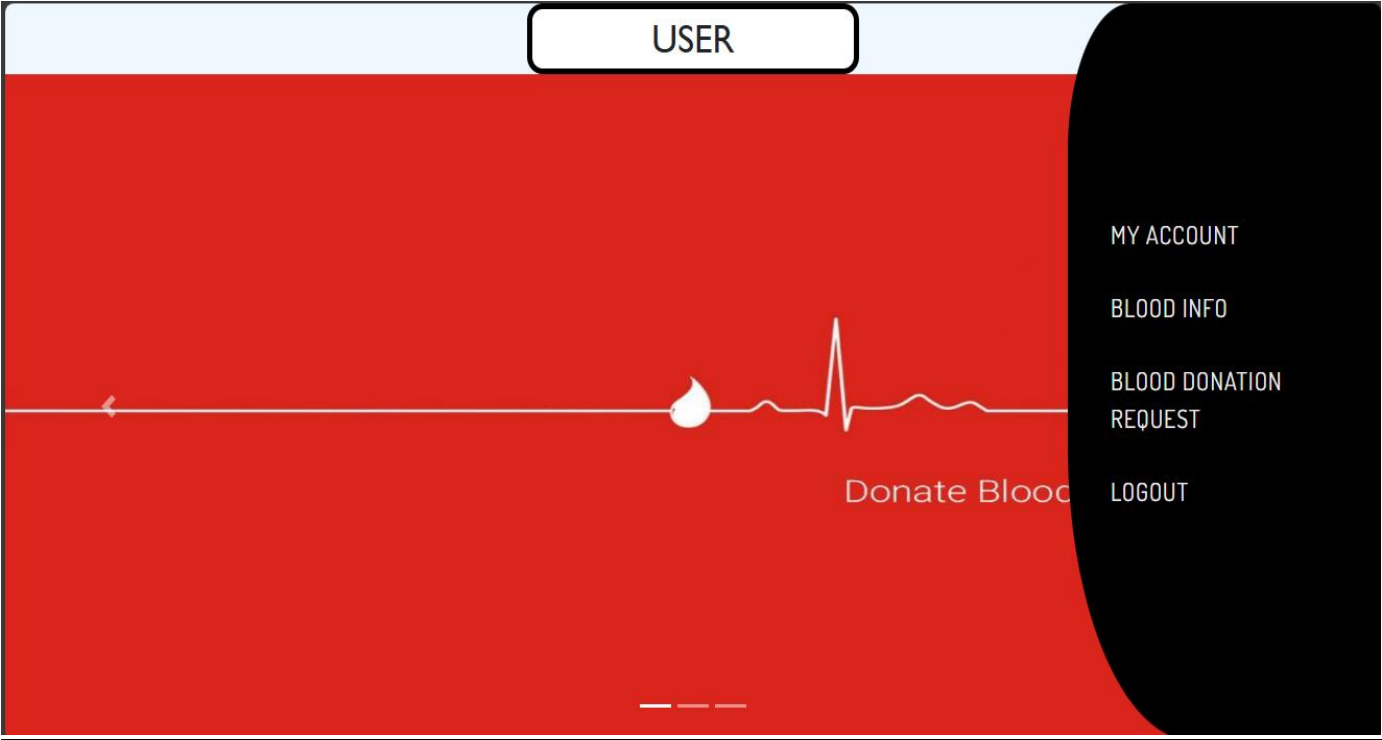 USER
MY ACCOUNT
BLOOD INFO
BLOOD DONATION
REQUEST
Donate Blood
LOGOUT